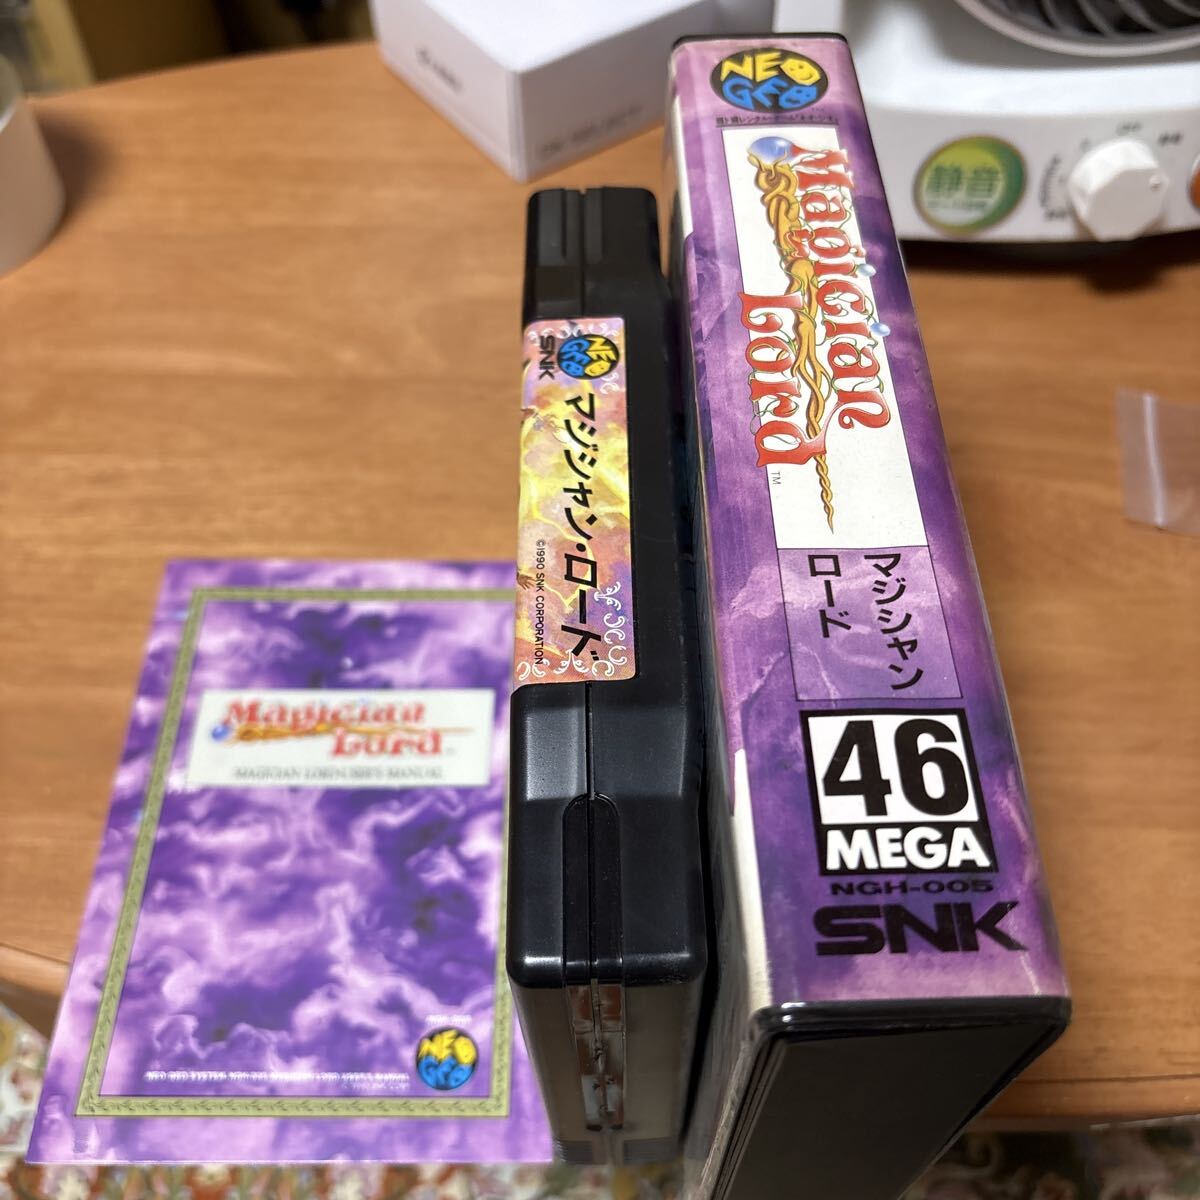 NEO
GEO
Magician
Lord
TM
マジシャン
ロード
46
MEGA
NGH-005
SNK
NEO
GEO
SNK
マジシャン・ロード
©1990 SNK CORPORATION
Magician
Lord
MAGICIAN LORD USER'S MANUAL
NEO
GEO
静音